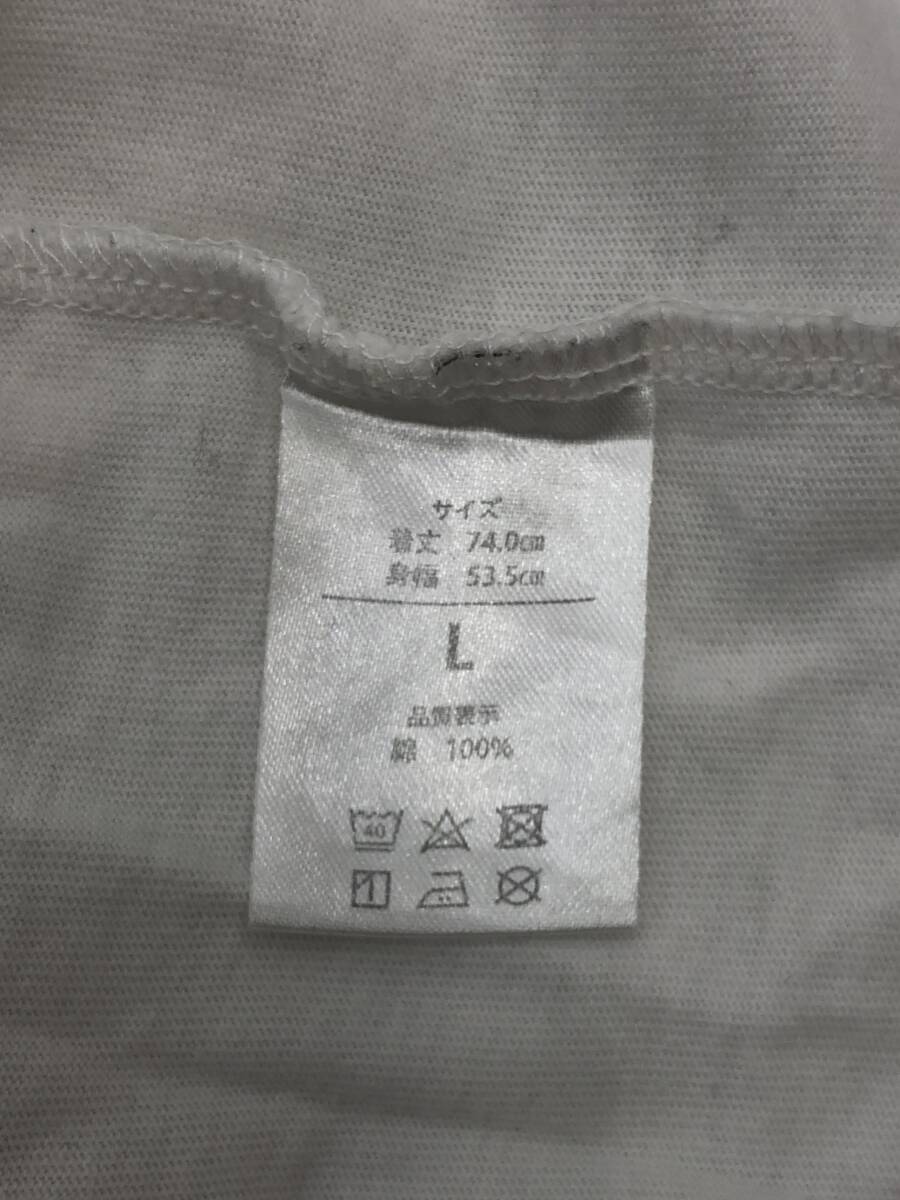 サイズ
着丈 74.0cm
身幅 53.5cm
L
品質表示
綿 100%
40